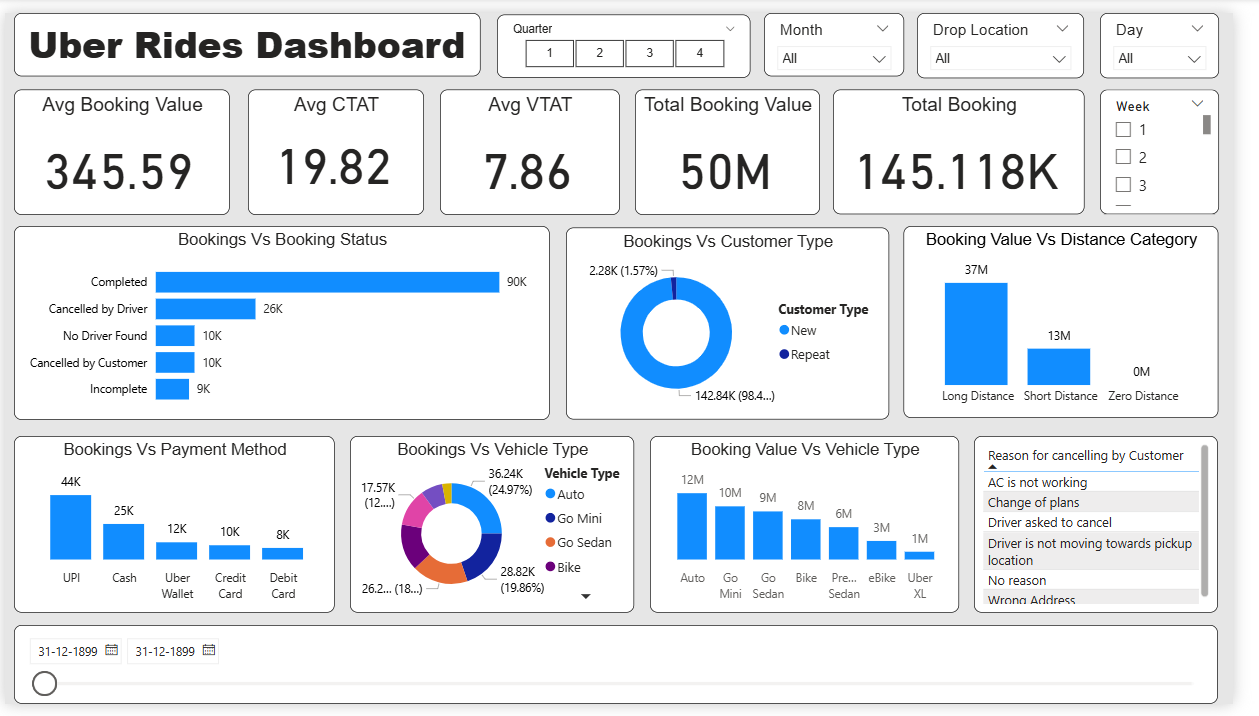 Uber Rides Dashboard
Quarter
1 2 3 4
Month
All
Drop Location
All
Day
All
Avg Booking Value
345.59
Avg CTAT
19.82
Avg VTAT
7.86
Total Booking Value
50M
Total Booking
145.118K
Week
1
2
3
Bookings Vs Booking Status
Completed 90K
Cancelled by Driver 26K
No Driver Found 10K
Cancelled by Customer 10K
Incomplete 9K
Bookings Vs Customer Type
2.28K (1.57%)
142.84K (98.4...)
Customer Type
New
Repeat
Booking Value Vs Distance Category
37M
13M
0M
Long Distance Short Distance Zero Distance
Bookings Vs Payment Method
44K
25K
12K
10K
8K
UPI
Cash
Uber
Wallet
Credit
Card
Debit
Card
Bookings Vs Vehicle Type
36.24K
(24.97%)
17.57K
(12....)
26.2... (18...)
28.82K
(19.86%)
Vehicle Type
Auto
Go Mini
Go Sedan
Bike
Booking Value Vs Vehicle Type
12M
10M
9M
8M
6M
3M
1M
Auto
Go
Mini
Go
Sedan
Bike
Pre...
Sedan
eBike
Uber
XL
Reason for cancelling by Customer
AC is not working
Change of plans
Driver asked to cancel
Driver is not moving towards pickup
location
No reason
Wrong Address
31-12-1899 31-12-1899